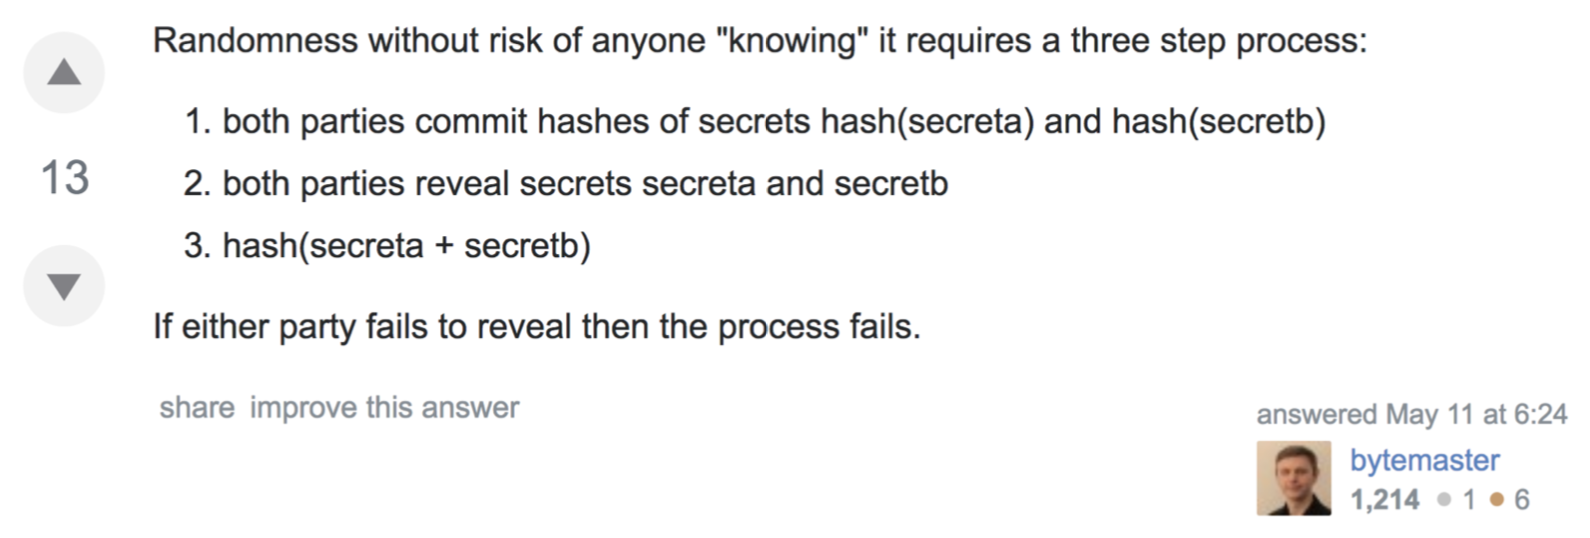 Randomness without risk of anyone "knowing" it requires a three step process:
1. both parties commit hashes of secrets hash(secreta) and hash(secretb)
13
2. both parties reveal secrets secreta and secretb
3. hash(secreta + secretb)
If either party fails to reveal then the process fails.
share improve this answer
answered May 11 at 6:24
bytemaster
1,214 ● 1 ● 6